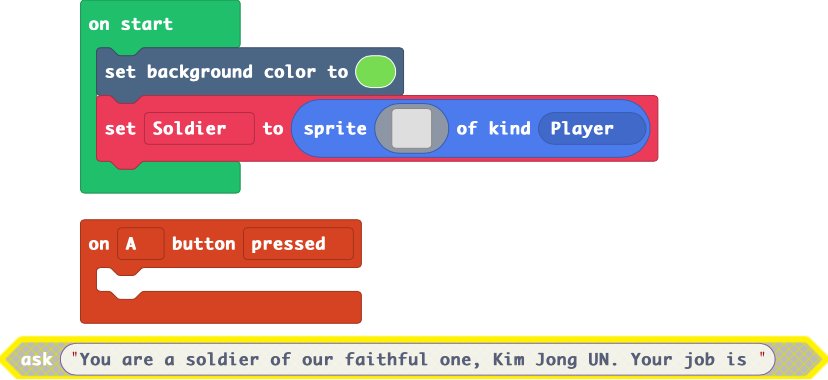 on start
set background color to
set Soldier to sprite of kind Player
on A button pressed
ask "You are a soldier of our faithful one, Kim Jong UN. Your job is "